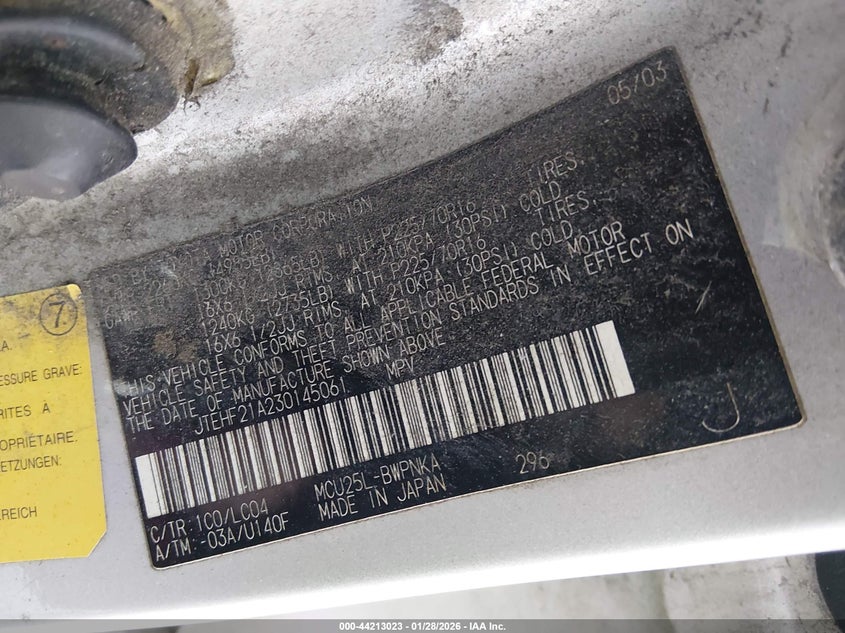 05/03
MOTOR CORPORATION
16X6 1/2JJ RIMS, AT 210KPA (30PSI) COLD.
WITH P225/70R16 TIRES,
1240KG (2735LB) WITH P225/70R16 TIRES,
16X6 1/2JJ RIMS, AT 210KPA (30PSI) COLD.
THIS VEHICLE CONFORMS TO ALL APPLICABLE FEDERAL MOTOR
VEHICLE SAFETY AND THEFT PREVENTION STANDARDS IN EFFECT ON
THE DATE OF MANUFACTURE SHOWN ABOVE.
JTEHF21A230145061 MPV
C/TR: 1C0/LC04 MCU25L-BWPNKA 296
A/TM: -03A/U140F MADE IN JAPAN
J
7
ESSURE GRAVE:
RITES A
PROPRIÉTAIRE.
ETZUNGEN:
EREICH
000-44213023 - 01/28/2026 - IAA Inc.